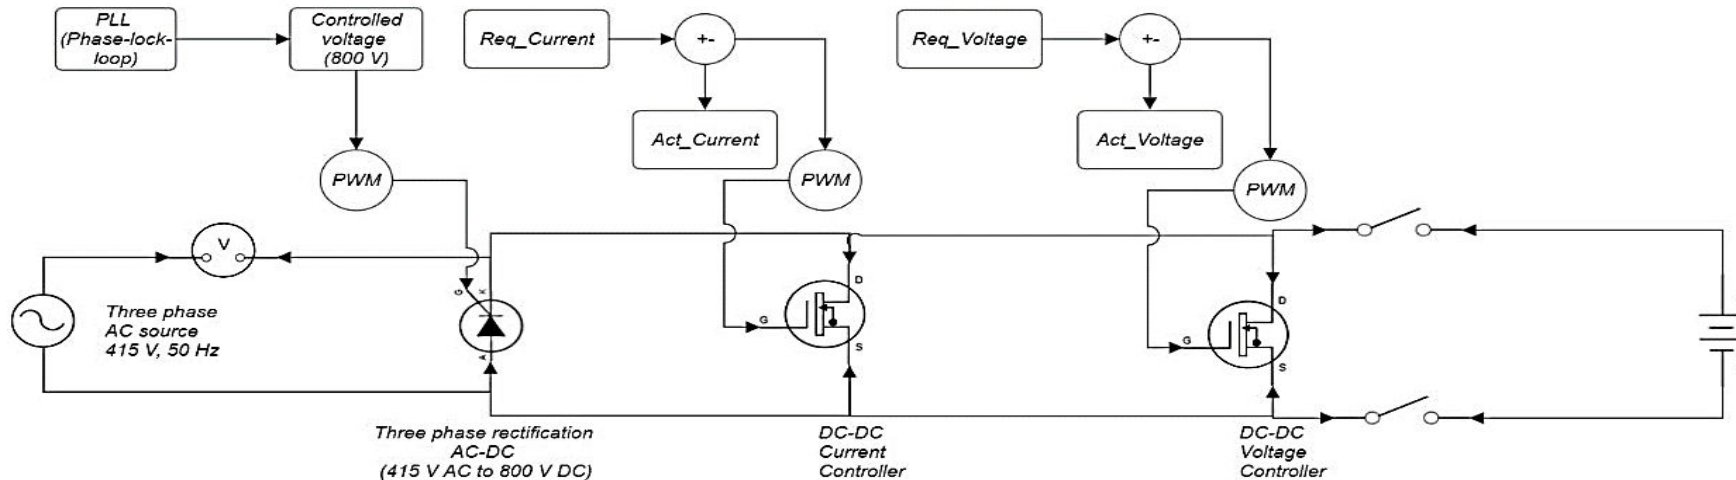 PLL
(Phase-lock-
loop)
Controlled
voltage
(800 V)
Req_Current
+-
Req_Voltage
+-
Act_Current
Act_Voltage
PWM
PWM
PWM
V
Three phase
AC source
415 V, 50 Hz
G
K
A
D
G
S
D
G
S
Three phase rectification
AC-DC
(415 V AC to 800 V DC)
DC-DC
Current
Controller
DC-DC
Voltage
Controller